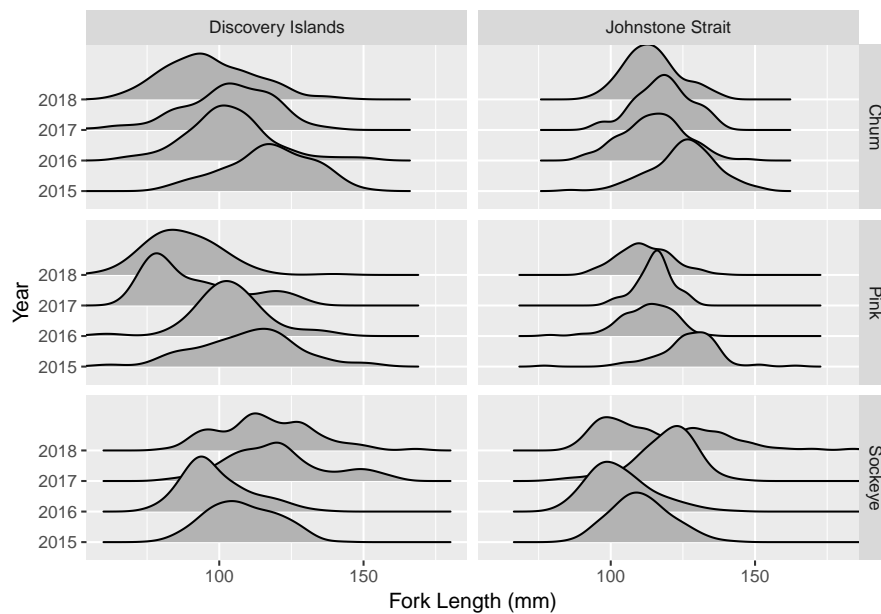 Discovery Islands
Johnstone Strait
2018
2017
2016
2015
Chum
Year
2018
2017
2016
2015
Pink
2018
2017
2016
2015
Sockeye
100
150
100
150
Fork Length (mm)